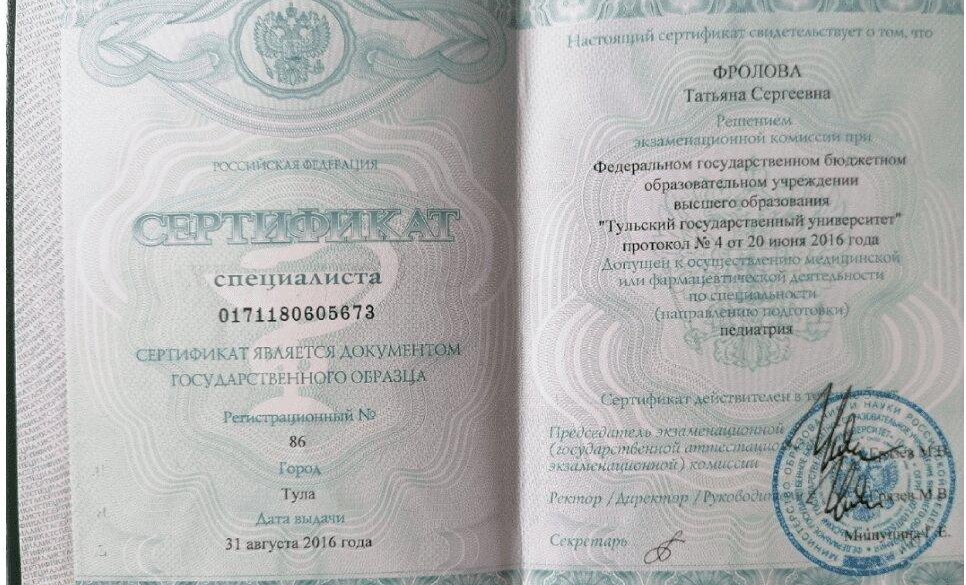 РОССИЙСКАЯ ФЕДЕРАЦИЯ
СЕРТИФИКАТ
специалиста
0171180605673
СЕРТИФИКАТ ЯВЛЯЕТСЯ ДОКУМЕНТОМ
ГОСУДАРСТВЕННОГО ОБРАЗЦА
Регистрационный №
86
Город
Тула
Дата выдачи
31 августа 2016 года
Настоящий сертификат свидетельствует о том, что
ФРОЛОВА
Татьяна Сергеевна
Решением
экзаменационной комиссии при
Федеральном государственном бюджетном
образовательном учреждении
высшего образования
"Тульский государственный университет"
протокол № 4 от 20 июня 2016 года
Допущен к осуществлению медицинской
или фармацевтической деятельности
по специальности
(направлению подготовки)
педиатрия
Сертификат действителен в
Председатель экзаменационной
(государственной
экзаменационной) комиссии
Ректор / Директор /
Грязев М.В.
Секретарь